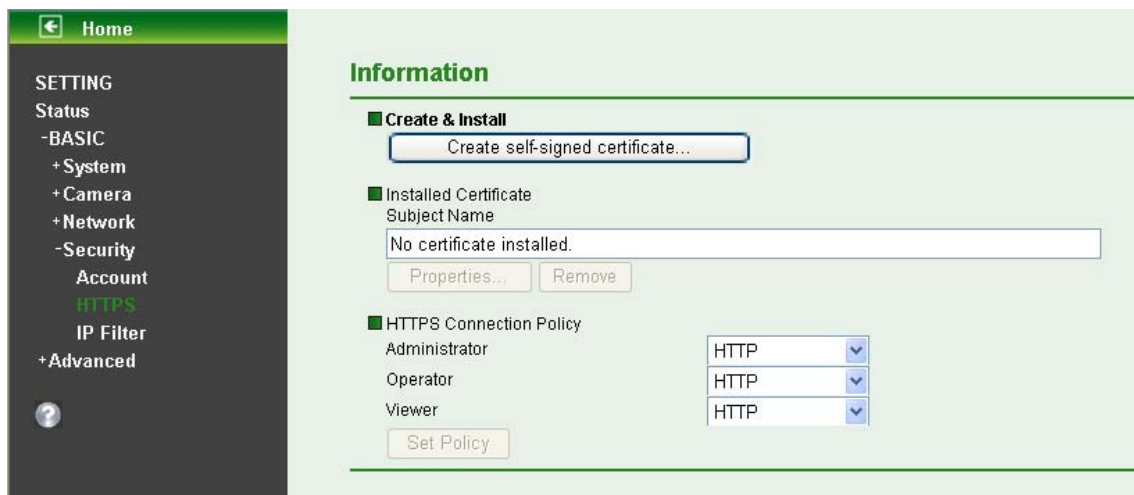 Home
SETTING
Status
-BASIC
+System
+Camera
+Network
-Security
Account
HTTPS
IP Filter
+Advanced
?
Information
Create & Install
Create self-signed certificate...
Installed Certificate
Subject Name
No certificate installed.
Properties... Remove
HTTPS Connection Policy
Administrator HTTP
Operator HTTP
Viewer HTTP
Set Policy